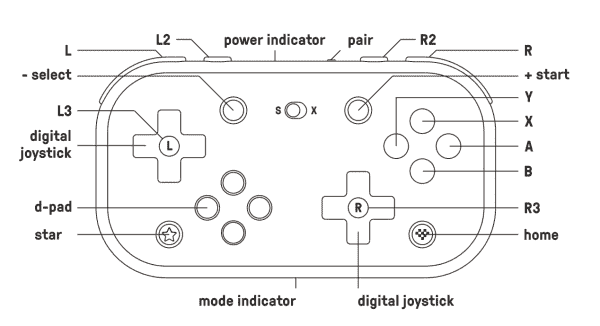 L2
power indicator
pair
R2
L
R
- select
+ start
Y
L3
S
X
X
digital
joystick
L
A
B
d-pad
R
R3
star
home
mode indicator
digital joystick